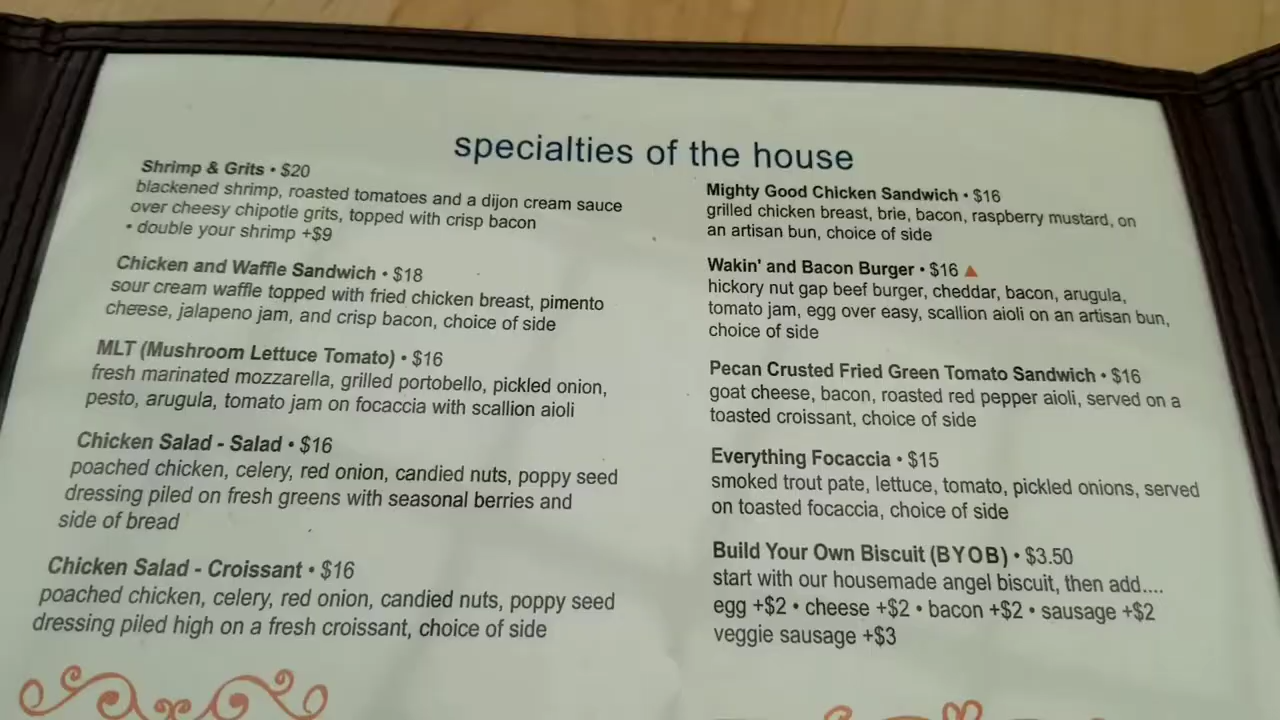 specialties of the house
Shrimp & Grits • $20
blackened shrimp, roasted tomatoes and a dijon cream sauce
over cheesy chipotle grits, topped with crisp bacon
• double your shrimp +$9
Chicken and Waffle Sandwich • $18
sour cream waffle topped with fried chicken breast, pimento
cheese, jalapeno jam, and crisp bacon, choice of side
MLT (Mushroom Lettuce Tomato) • $16
fresh marinated mozzarella, grilled portobello, pickled onion,
pesto, arugula, tomato jam on focaccia with scallion aioli
Chicken Salad - Salad • $16
poached chicken, celery, red onion, candied nuts, poppy seed
dressing piled on fresh greens with seasonal berries and
side of bread
Chicken Salad - Croissant • $16
poached chicken, celery, red onion, candied nuts, poppy seed
dressing piled high on a fresh croissant, choice of side
Mighty Good Chicken Sandwich • $16
grilled chicken breast, brie, bacon, raspberry mustard, on
an artisan bun, choice of side
Wakin' and Bacon Burger • $16 ▲
hickory nut gap beef burger, cheddar, bacon, arugula,
tomato jam, egg over easy, scallion aioli on an artisan bun,
choice of side
Pecan Crusted Fried Green Tomato Sandwich • $16
goat cheese, bacon, roasted red pepper aioli, served on a
toasted croissant, choice of side
Everything Focaccia • $15
smoked trout pate, lettuce, tomato, pickled onions, served
on toasted focaccia, choice of side
Build Your Own Biscuit (BYOB) • $3.50
start with our housemade angel biscuit, then add....
egg +$2 • cheese +$2 • bacon +$2 • sausage +$2
veggie sausage +$3